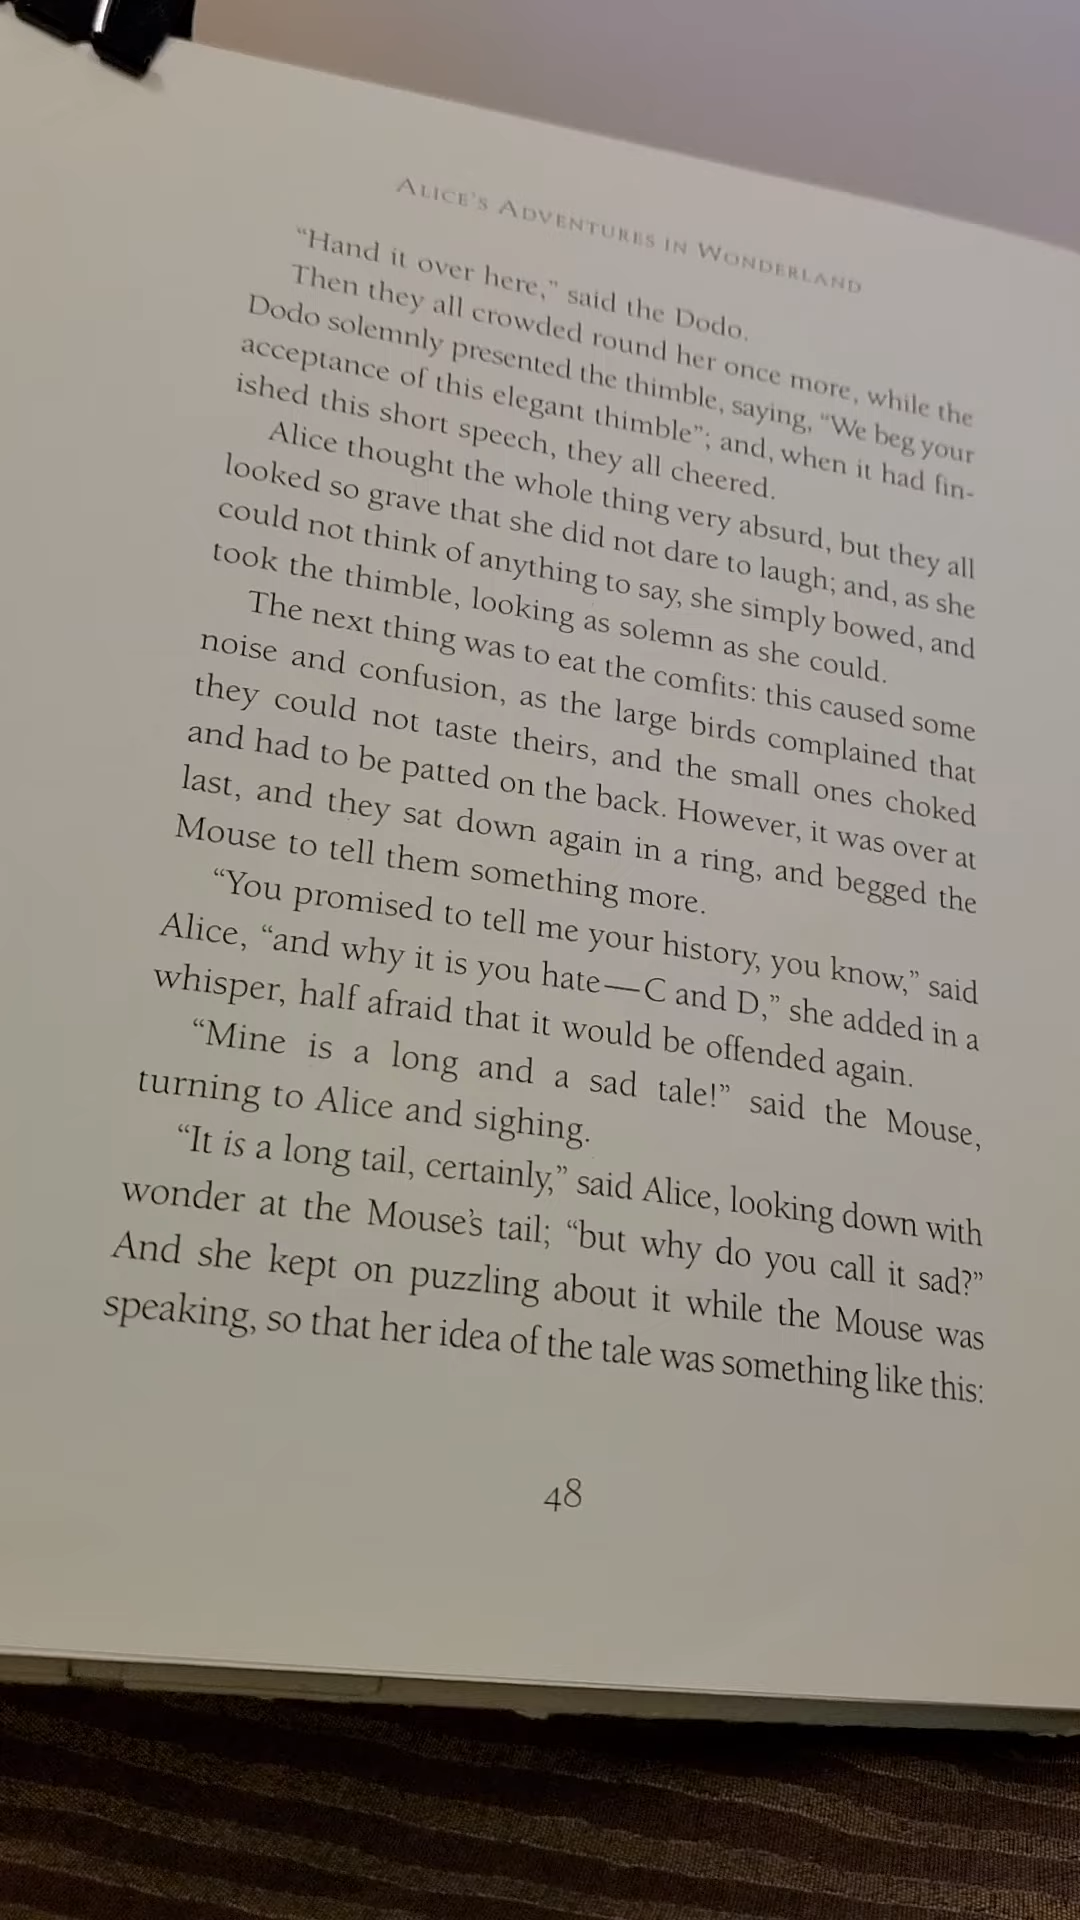 ALICE'S ADVENTURES IN WONDERLAND
“Hand it over here,” said the Dodo.
Then they all crowded round her once more, while the
Dodo solemnly presented the thimble, saying, “We beg your
acceptance of this elegant thimble”; and, when it had fin-
ished this short speech, they all cheered.
Alice thought the whole thing very absurd, but they all
looked so grave that she did not dare to laugh; and, as she
could not think of anything to say, she simply bowed, and
took the thimble, looking as solemn as she could.
The next thing was to eat the comfits: this caused some
noise and confusion, as the large birds complained that
they could not taste theirs, and the small ones choked
and had to be patted on the back. However, it was over at
last, and they sat down again in a ring, and begged the
Mouse to tell them something more.
“You promised to tell me your history, you know,” said
Alice, “and why it is you hate—C and D,” she added in a
whisper, half afraid that it would be offended again.
“Mine is a long and a sad tale!” said the Mouse,
turning to Alice and sighing.
“It is a long tail, certainly,” said Alice, looking down with
wonder at the Mouse's tail; “but why do you call it sad?”
And she kept on puzzling about it while the Mouse was
speaking, so that her idea of the tale was something like this:
48